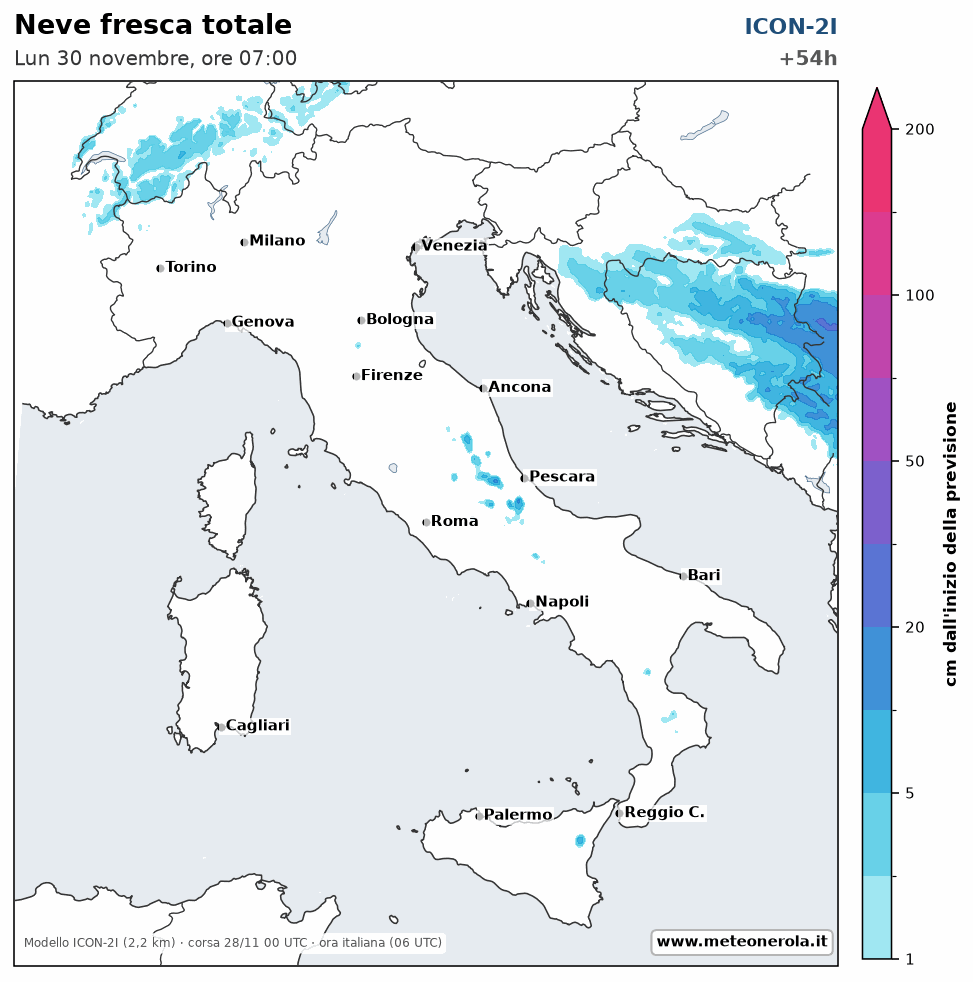 Neve fresca totale
ICON-2I
Lun 30 novembre, ore 07:00
+54h
Milano
Venezia
Torino
Genova
Bologna
Firenze
Ancona
Pescara
Roma
Bari
Napoli
Cagliari
Palermo
Reggio C.
200
100
50
20
5
1
cm dall'inizio della previsione
Modello ICON-2I (2,2 km) · corsa 28/11 00 UTC · ora italiana (06 UTC)
www.meteonerola.it